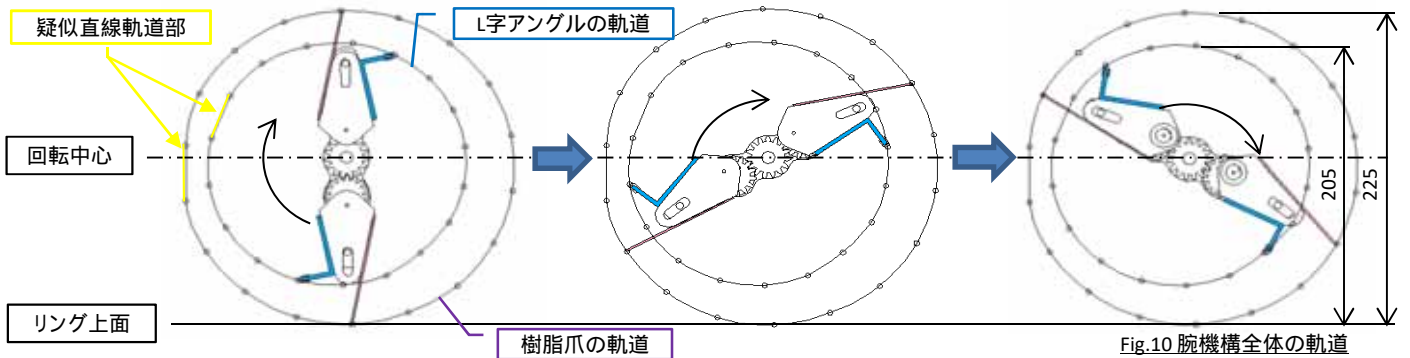 疑似直線軌道部
L字アングルの軌道
回転中心
205
225
リング上面
樹脂爪の軌道
Fig.10 腕機構全体の軌道